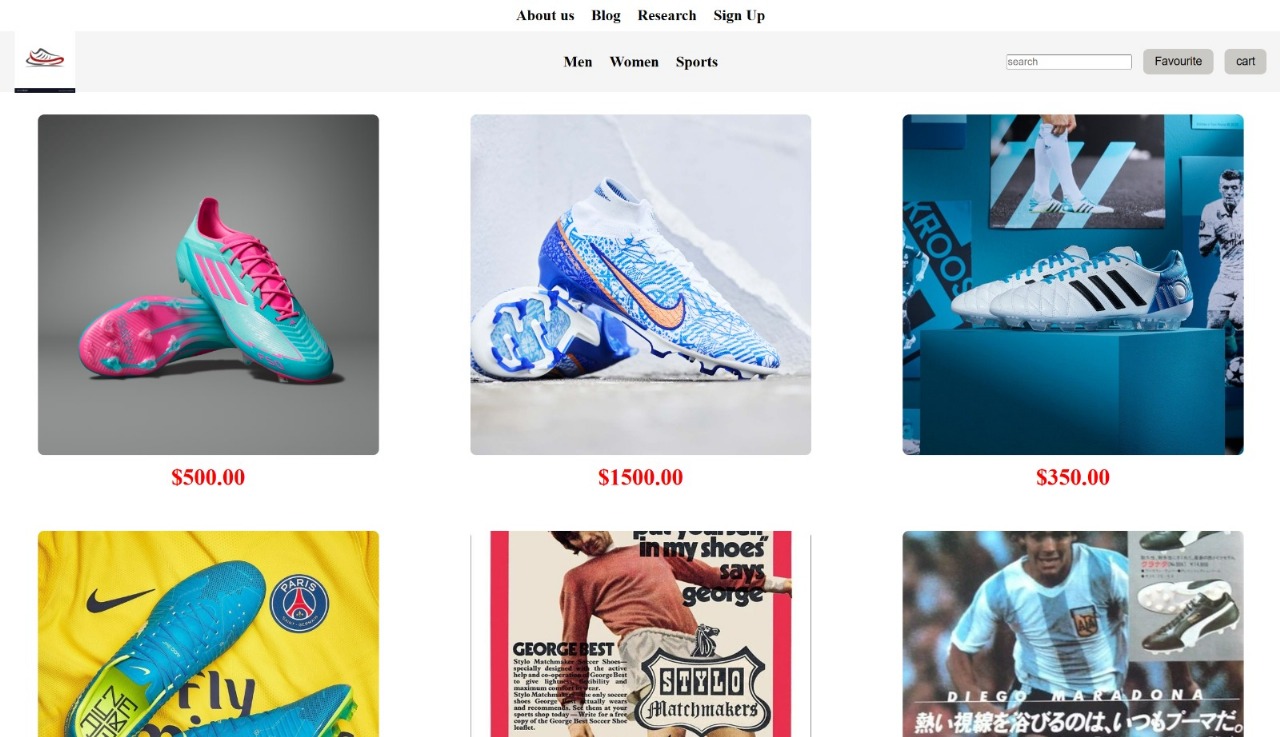 About us Blog Research Sign Up
Men Women Sports
search
Favourite
cart
KROOS
$500.00
$1500.00
$350.00
PARIS
fly
put yourself
in my shoes"
says
george
GEORGE BEST
Stylo Matchmaker Soccer Shoes—
specially designed with the active
help and co-operation of George Best
to give lightness, flexibility and
maximum comfort in wear.
Stylo Matchmakers—the only soccer
shoes George Best actually wears
and recommends. See them at your
sports shop today—Write for a free
copy of the George Best Soccer Shoe
leaflet.
STYLO
Matchmakers
DIEGO MARADONA
熱い視線を浴びるのは、いつもプーマだ。